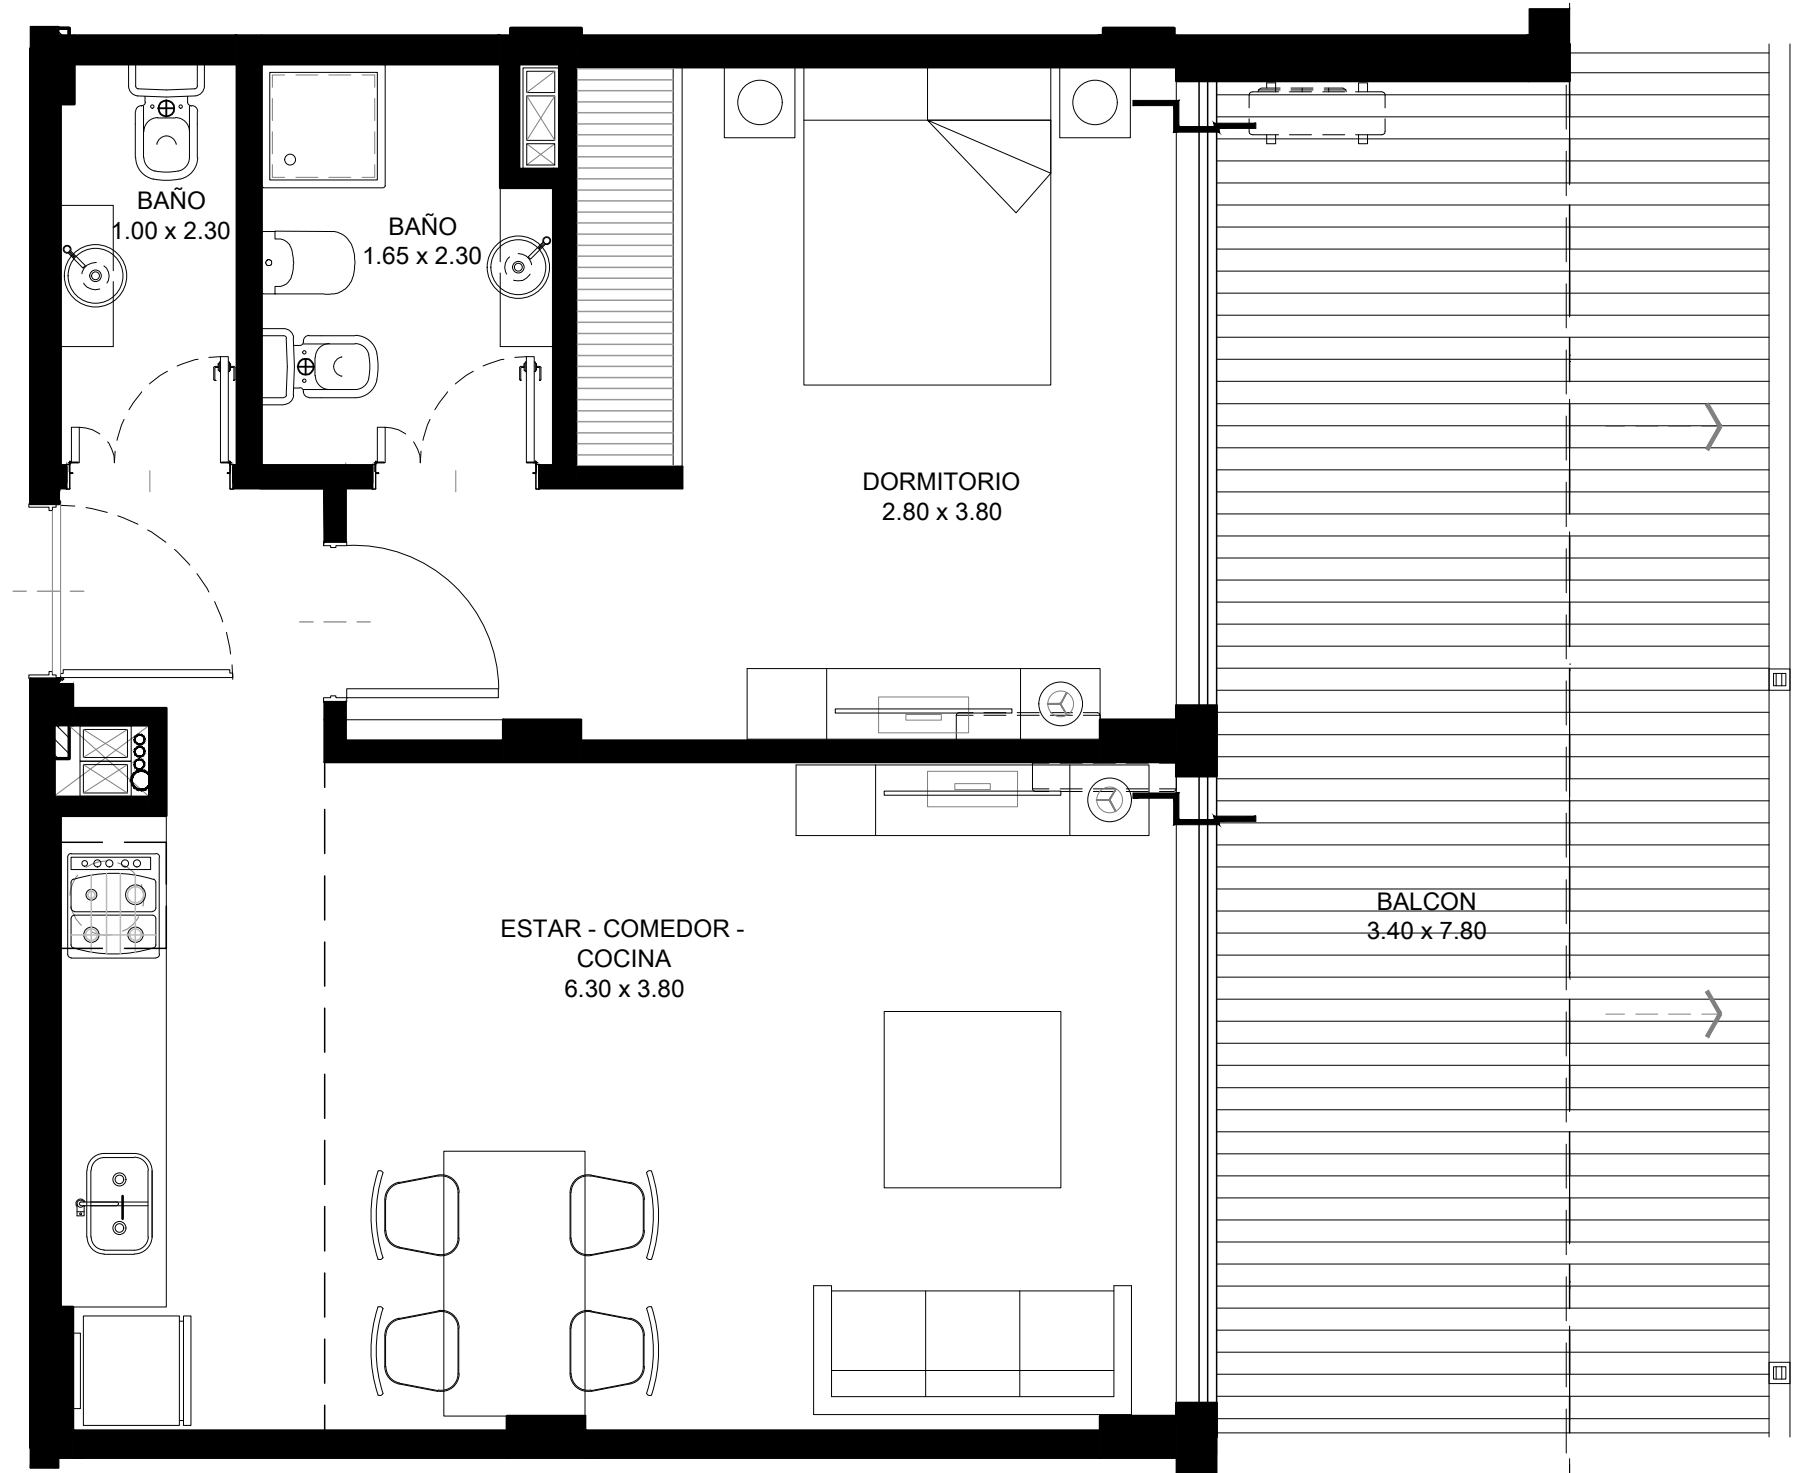 BAÑO
1.00 x 2.30
BAÑO
1.65 x 2.30
DORMITORIO
2.80 x 3.80
BALCON
3.40 x 7.80
ESTAR - COMEDOR -
COCINA
6.30 x 3.80